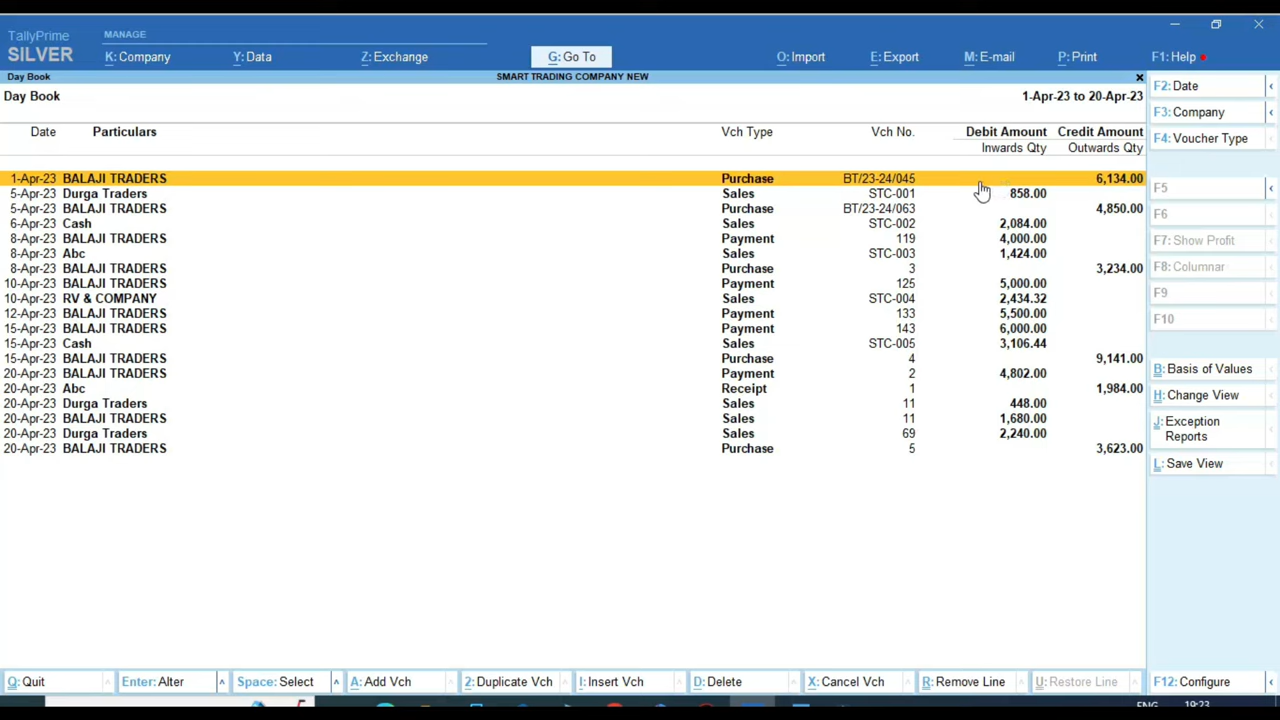 TallyPrime MANAGE
SILVER K: Company Y: Data Z: Exchange G: Go To O: Import E: Export M: E-mail P: Print F1: Help
Day Book SMART TRADING COMPANY NEW ×
Day Book 1-Apr-23 to 20-Apr-23
Date Particulars Vch Type Vch No. Debit Amount Credit Amount
Inwards Qty Outwards Qty
1-Apr-23 BALAJI TRADERS Purchase BT/23-24/045 6,134.00
5-Apr-23 Durga Traders Sales STC-001 858.00
5-Apr-23 BALAJI TRADERS Purchase BT/23-24/063 4,850.00
6-Apr-23 Cash Sales STC-002 2,084.00
8-Apr-23 BALAJI TRADERS Payment 119 4,000.00
8-Apr-23 Abc Sales STC-003 1,424.00
8-Apr-23 BALAJI TRADERS Purchase 3 3,234.00
10-Apr-23 BALAJI TRADERS Payment 125 5,000.00
10-Apr-23 RV & COMPANY Sales STC-004 2,434.32
12-Apr-23 BALAJI TRADERS Payment 133 5,500.00
15-Apr-23 BALAJI TRADERS Payment 143 6,000.00
15-Apr-23 Cash Sales STC-005 3,106.44
15-Apr-23 BALAJI TRADERS Purchase 4 9,141.00
20-Apr-23 BALAJI TRADERS Payment 2 4,802.00
20-Apr-23 Abc Receipt 1 1,984.00
20-Apr-23 Durga Traders Sales 11 448.00
20-Apr-23 BALAJI TRADERS Sales 11 1,680.00
20-Apr-23 Durga Traders Sales 69 2,240.00
20-Apr-23 BALAJI TRADERS Purchase 5 3,623.00
F2: Date
F3: Company
F4: Voucher Type
F5
F6
F7: Show Profit
F8: Columnar
F9
F10
B: Basis of Values
H: Change View
J: Exception
Reports
L: Save View
Q: Quit Enter: Alter Space: Select A: Add Vch 2: Duplicate Vch I: Insert Vch D: Delete X: Cancel Vch R: Remove Line U: Restore Line F12: Configure
ENG 19:23